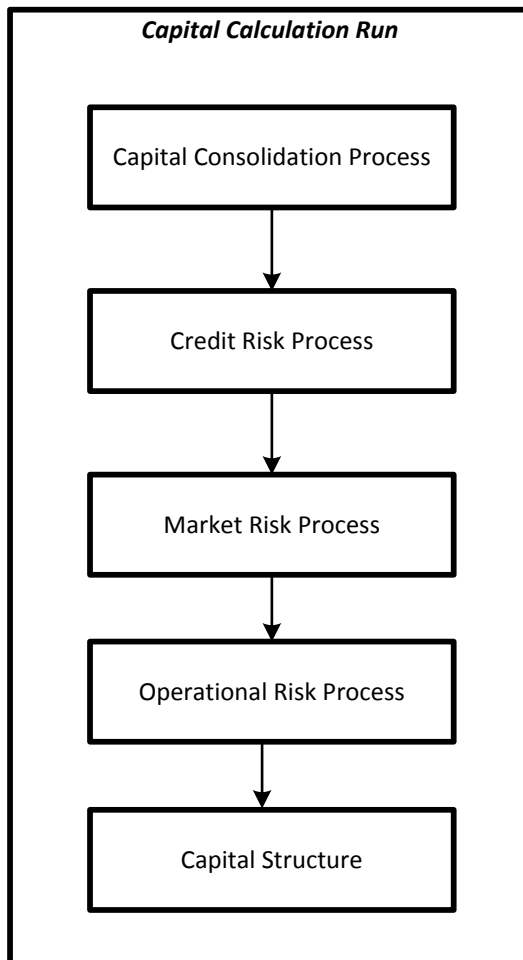 Capital Calculation Run
Capital Consolidation Process
Credit Risk Process
Market Risk Process
Operational Risk Process
Capital Structure